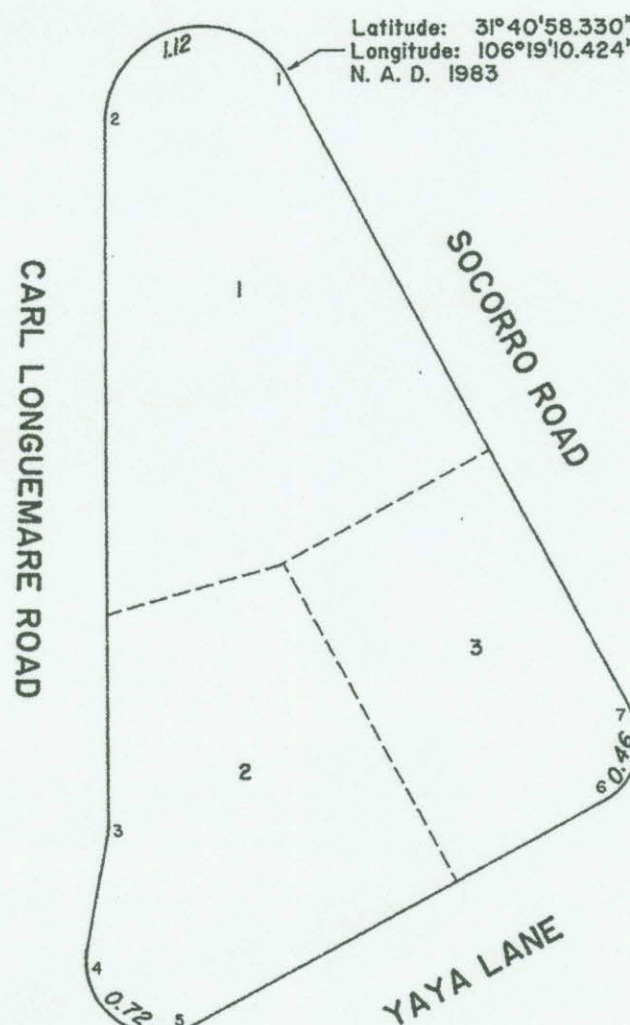 Latitude: 31°40'58.330"
Longitude: 106°19'10.424"
N. A. D. 1983
1.12
1
2
1
SOCORRO ROAD
CARL LONGUEMARE ROAD
3
7
0.46
6
2
3
4
0.72
5
YAYA LANE